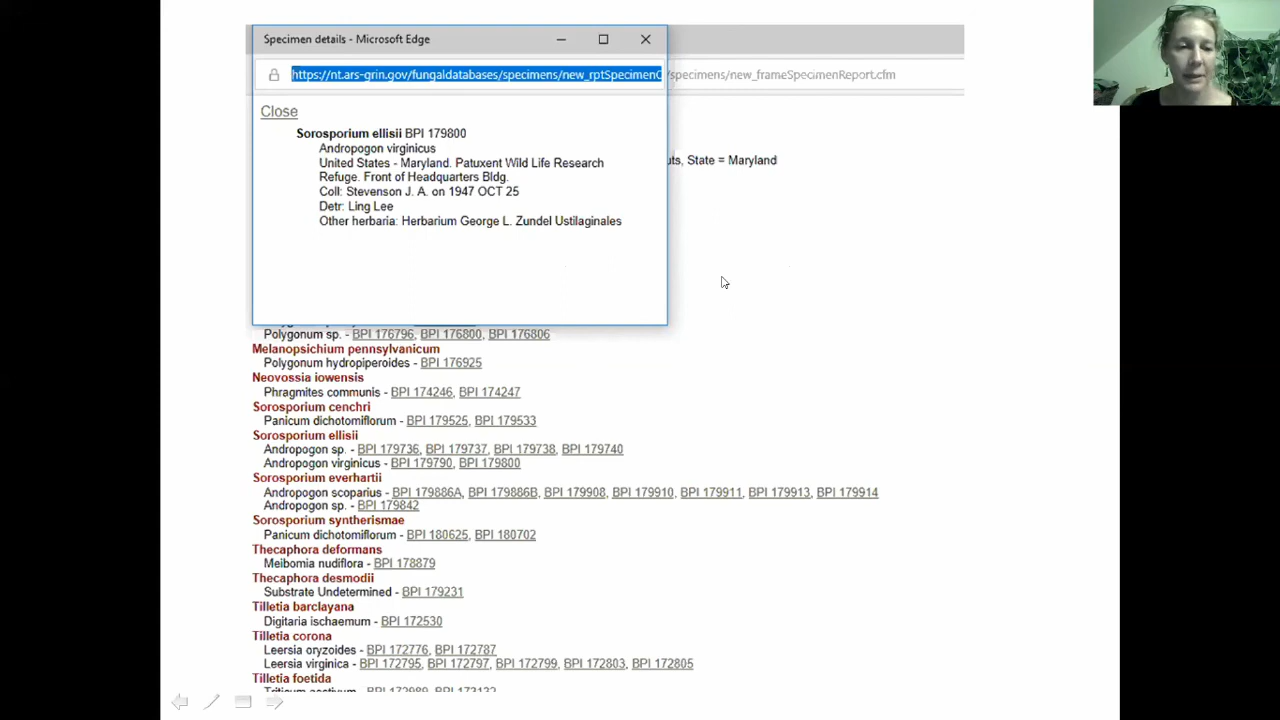 Specimen details - Microsoft Edge
https://nt.ars-grin.gov/fungaldatabases/specimens/new_rptSpecimenC
/specimens/new_frameSpecimenReport.cfm
Close
Sorosporium ellisii BPI 179800
Andropogon virginicus
United States - Maryland. Patuxent Wild Life Research
State = Maryland
Refuge. Front of Headquarters Bldg.
Coll: Stevenson J. A. on 1947 OCT 25
Detr: Ling Lee
Other herbaria: Herbarium George L. Zundel Ustilaginales
Polygonum sp. - BPI 176796, BPI 176800, BPI 176806
Melanopsichium pennsylvanicum
Polygonum hydropiperoides - BPI 176925
Neovossia iowensis
Phragmites communis - BPI 174246, BPI 174247
Sorosporium cenchri
Panicum dichotomiflorum - BPI 179525, BPI 179533
Sorosporium ellisii
Andropogon sp. - BPI 179736, BPI 179737, BPI 179738, BPI 179740
Andropogon virginicus - BPI 179790, BPI 179800
Sorosporium everhartii
Andropogon scoparius - BPI 179886A, BPI 179886B, BPI 179908, BPI 179910, BPI 179911, BPI 179913, BPI 179914
Andropogon sp. - BPI 179842
Sorosporium syntherismae
Panicum dichotomiflorum - BPI 180625, BPI 180702
Thecaphora deformans
Meibomia nudiflora - BPI 178879
Thecaphora desmodii
Substrate Undetermined - BPI 179231
Tilletia barclayana
Digitaria ischaemum - BPI 172530
Tilletia corona
Leersia oryzoides - BPI 172776, BPI 172787
Leersia virginica - BPI 172795, BPI 172797, BPI 172799, BPI 172803, BPI 172805
Tilletia foetida